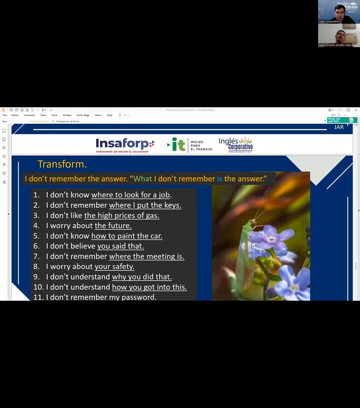 JAR
Insaforp
it
INGLÉS
PARA
EL TRABAJO
Inglés
Corporativo
Transform.
I don't remember the answer. "What I don't remember is the answer."
1. I don't know where to look for a job.
2. I don't remember where I put the keys.
3. I don't like the high prices of gas.
4. I worry about the future.
5. I don't know how to paint the car.
6. I don't believe you said that.
7. I don't remember where the meeting is.
8. I worry about your safety.
9. I don't understand why you did that.
10. I don't understand how you got into this.
11. I don't remember my password.